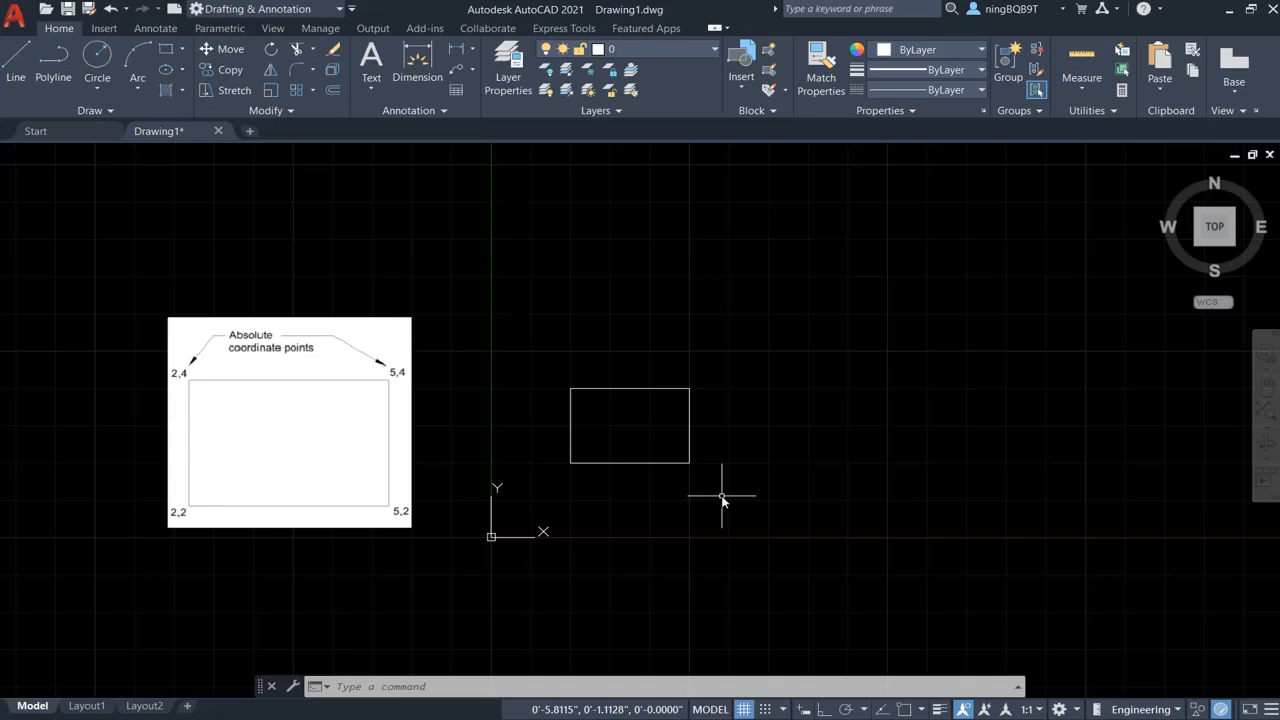 Drafting & Annotation
Autodesk AutoCAD 2021 Drawing1.dwg
Type a keyword or phrase
ningBQB9T
Home Insert Annotate Parametric View Manage Output Add-ins Collaborate Express Tools Featured Apps
Line Polyline Circle Arc
Draw
Move
Copy
Stretch
Modify
Text Dimension
Annotation
Layer Properties
0
Layers
Insert
Block
Match Properties
ByLayer
ByLayer
ByLayer
Properties
Group
Groups
Measure
Utilities
Paste
Clipboard
Base
View
Start Drawing1*
N
W TOP E
S
WCS
Absolute
coordinate points
2,4 5,4
2,2 5,2
Y
X
Type a command
Model Layout1 Layout2
0'-5.8115", 0'-1.1128", 0'-0.0000" MODEL 1:1 Engineering